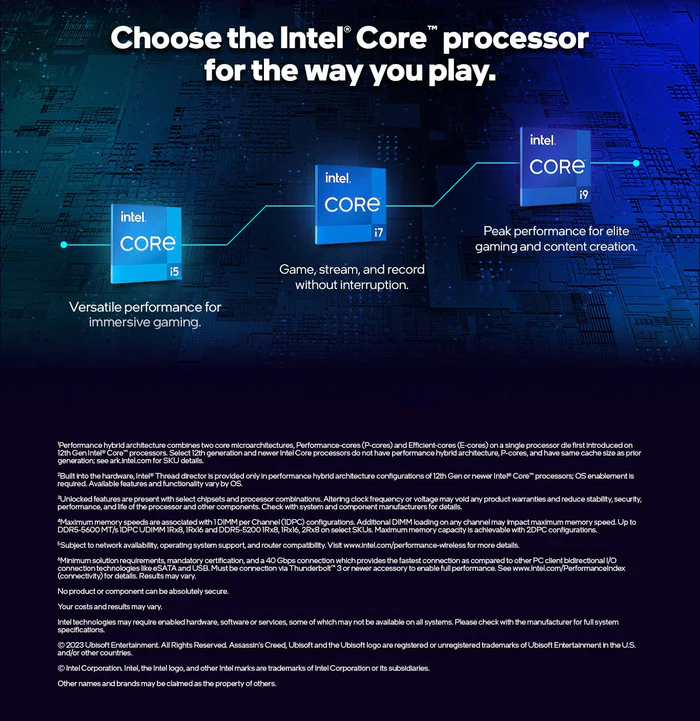 Choose the Intel® Core™ processor
for the way you play.
intel.
CORE
i9
intel.
CORE
i7
intel.
CORE
i5
Peak performance for elite
gaming and content creation.
Game, stream, and record
without interruption.
Versatile performance for
immersive gaming.
¹Performance hybrid architecture combines two core microarchitectures, Performance-cores (P-cores) and Efficient-cores (E-cores) on a single processor die first introduced on
12th Gen Intel® Core™ processors. Select 12th generation and newer Intel Core processors do not have performance hybrid architecture, P-cores, and have same cache size as prior
generation; see ark.intel.com for SKU details.
²Built into the hardware, Intel® Thread director is provided only in performance hybrid architecture configurations of 12th Gen or newer Intel® Core™ processors; OS enablement is
required. Available features and functionality vary by OS.
³Unlocked features are present with select chipsets and processor combinations. Altering clock frequency or voltage may void any product warranties and reduce stability, security,
performance, and life of the processor and other components. Check with system and component manufacturers for details.
⁴Maximum memory speeds are associated with 1 DIMM per Channel (1DPC) configurations. Additional DIMM loading on any channel may impact maximum memory speed. Up to
DDR5-5600 MT/s 1DPC UDIMM 1Rx8, 1Rx16 and DDR5-5200 1Rx8, 1Rx16, 2Rx8 on select SKUs. Maximum memory capacity is achievable with 2DPC configurations.
⁵Subject to network availability, operating system support, and router compatibility. Visit www.intel.com/performance-wireless for more details.
⁶Minimum solution requirements, mandatory certification, and a 40 Gbps connection which provides the fastest connection as compared to other PC client bidirectional I/O
connection technologies like eSATA and USB. Must be connection via Thunderbolt™ 3 or newer accessory to enable full performance. See www.Intel.com/PerformanceIndex
(connectivity) for details. Results may vary.
No product or component can be absolutely secure.
Your costs and results may vary.
Intel technologies may require enabled hardware, software or services, some of which may not be available on all systems. Please check with the manufacturer for full system
specifications.
© 2023 Ubisoft Entertainment. All Rights Reserved. Assassin's Creed, Ubisoft and the Ubisoft logo are registered or unregistered trademarks of Ubisoft Entertainment in the U.S.
and/or other countries.
© Intel Corporation. Intel, the Intel logo, and other Intel marks are trademarks of Intel Corporation or its subsidiaries.
Other names and brands may be claimed as the property of others.